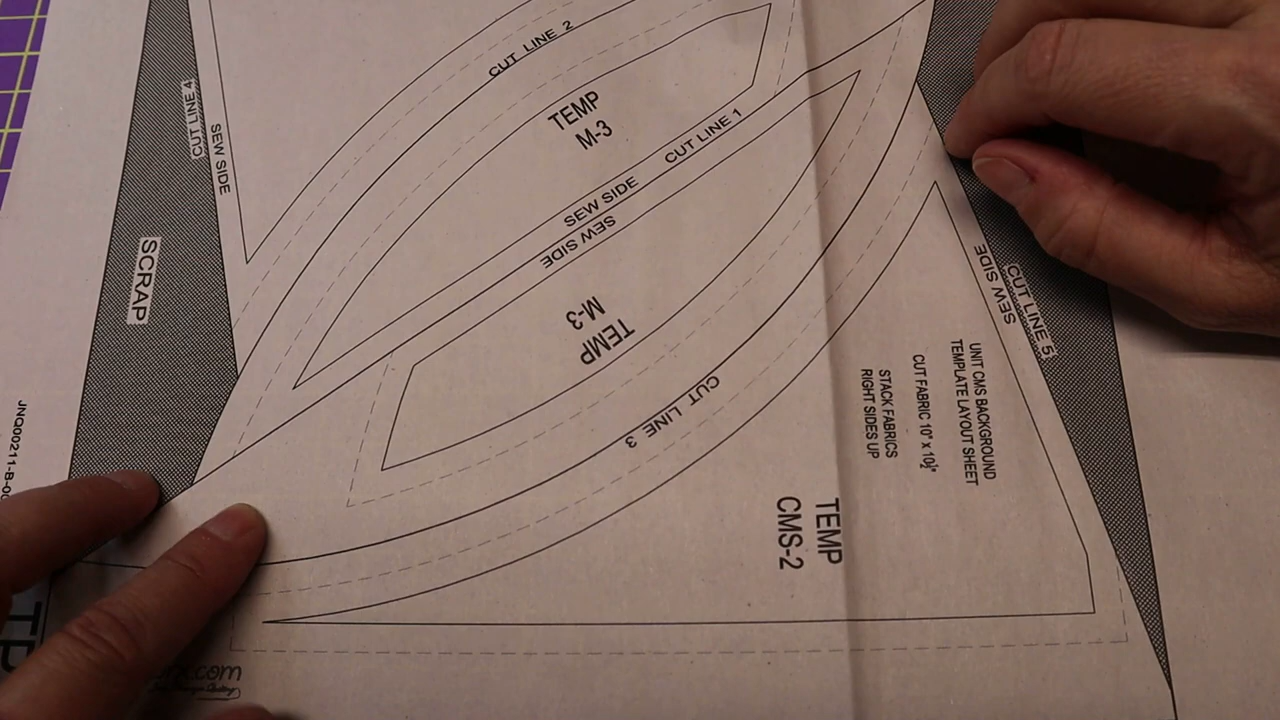 CUT LINE 2
CUT LINE 4
SEW SIDE
TEMP
M-3
CUT LINE 1
SEW SIDE
SEW SIDE
SCRAP
TEMP
M-3
SEW SIDE
CUT LINE 5
CUT LINE 3
UNIT CMS BACKGROUND
TEMPLATE LAYOUT SHEET
CUT FABRIC 10" x 10½"
STACK FABRICS
RIGHT SIDES UP
TEMP
CMS-2